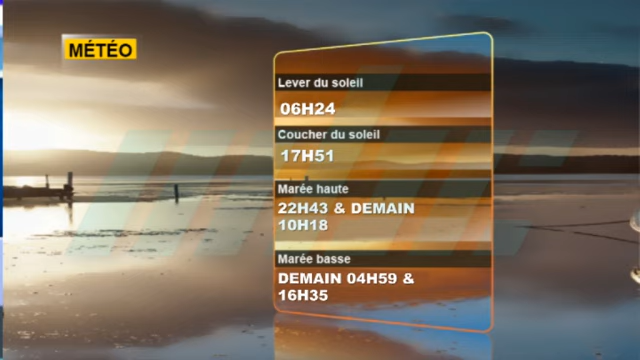 MÉTÉO
Lever du soleil
06H24
Coucher du soleil
17H51
Marée haute
22H43 & DEMAIN
10H18
Marée basse
DEMAIN 04H59 &
16H35